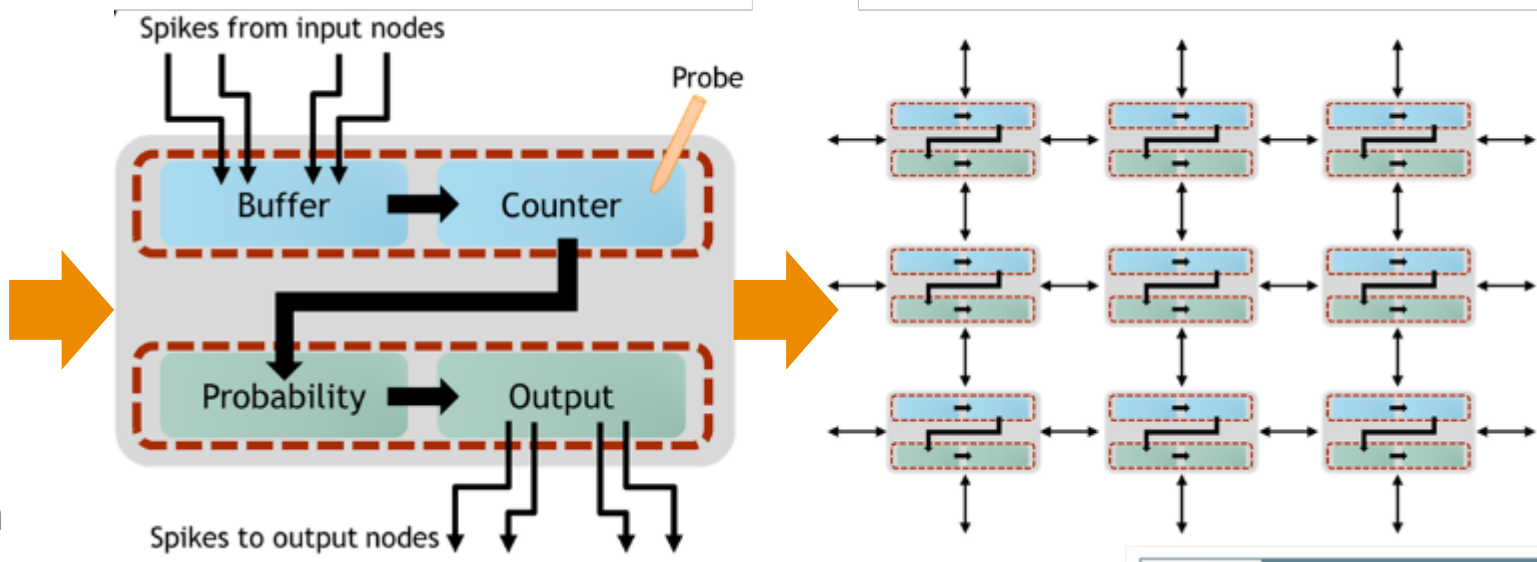 Spikes from input nodes
Probe
Buffer
Counter
Probability
Output
Spikes to output nodes